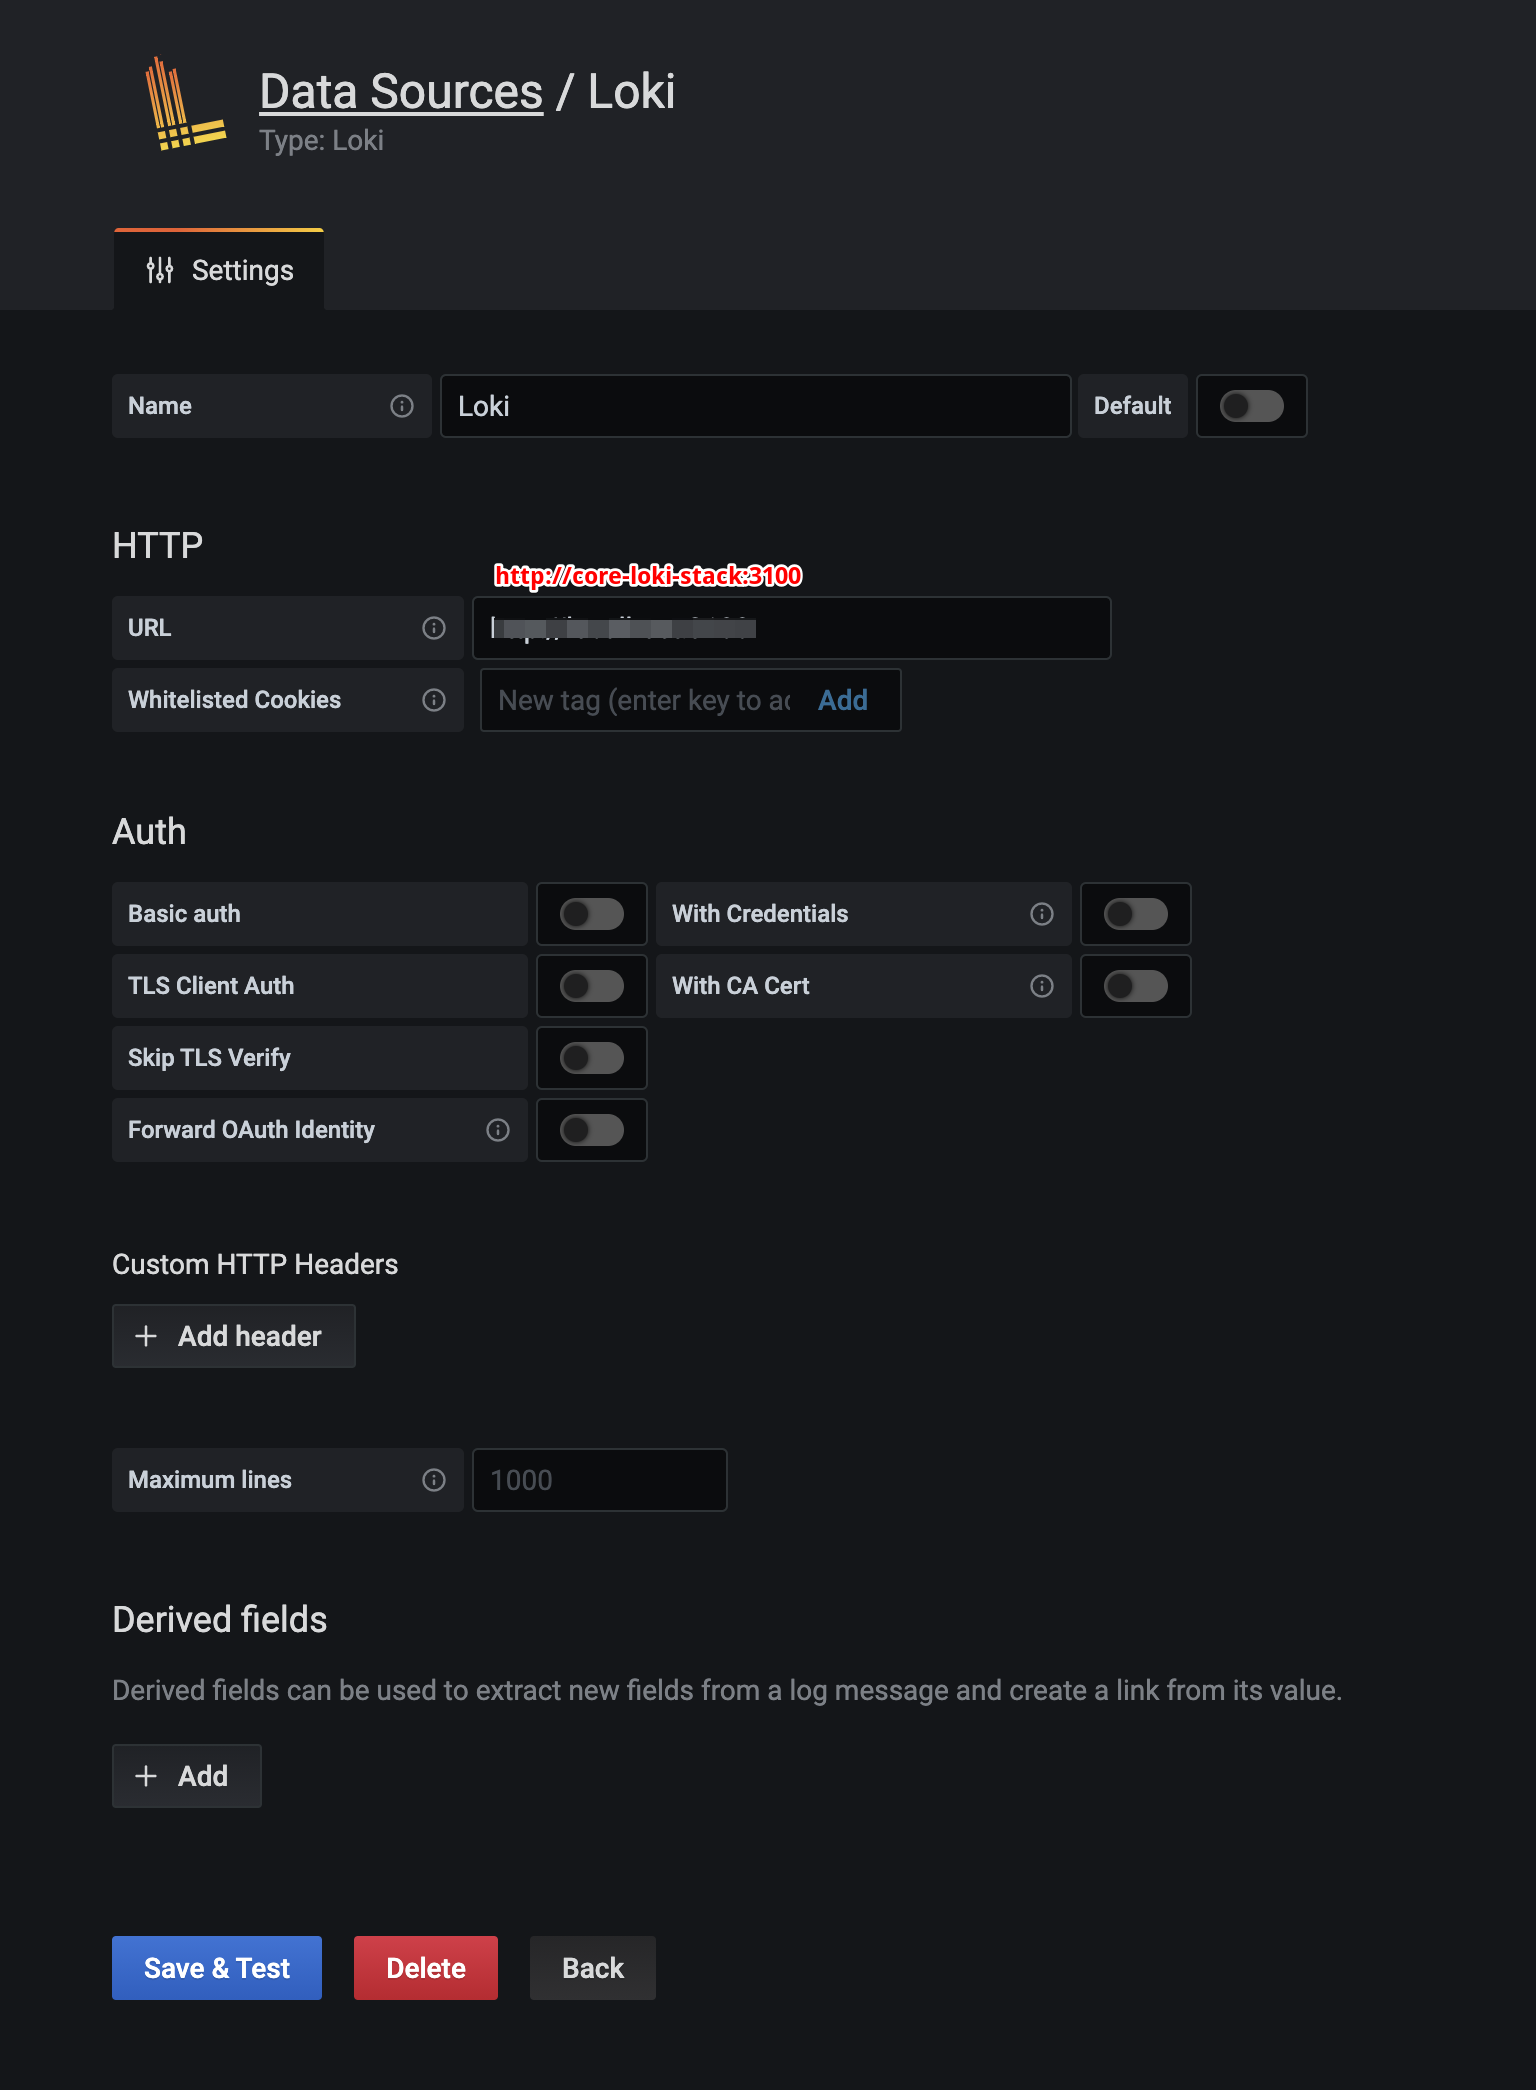 Data Sources / Loki
Type: Loki
Settings
Name
Loki
Default
HTTP
http://core-loki-stack:3100
URL
Whitelisted Cookies
New tag (enter key to ac
Add
Auth
Basic auth
With Credentials
TLS Client Auth
With CA Cert
Skip TLS Verify
Forward OAuth Identity
Custom HTTP Headers
Add header
Maximum lines
1000
Derived fields
Derived fields can be used to extract new fields from a log message and create a link from its value.
Add
Save & Test
Delete
Back